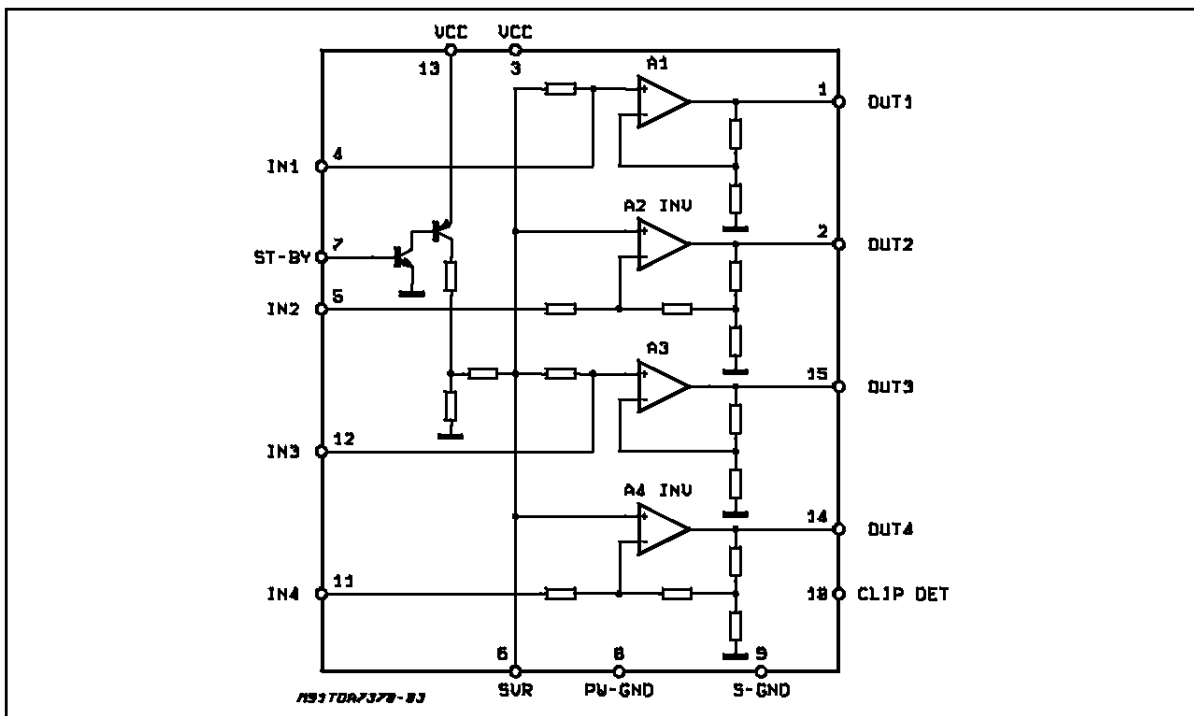 VCC VCC
13 3
A1
1 OUT1
4
IN1
A2 INV
2 OUT2
7
ST-BY
5
IN2
A3
15 OUT3
12
IN3
A4 INV
14 OUT4
11
IN4
10 CLIP DET
6 8 9
SVR PW-GND S-GND